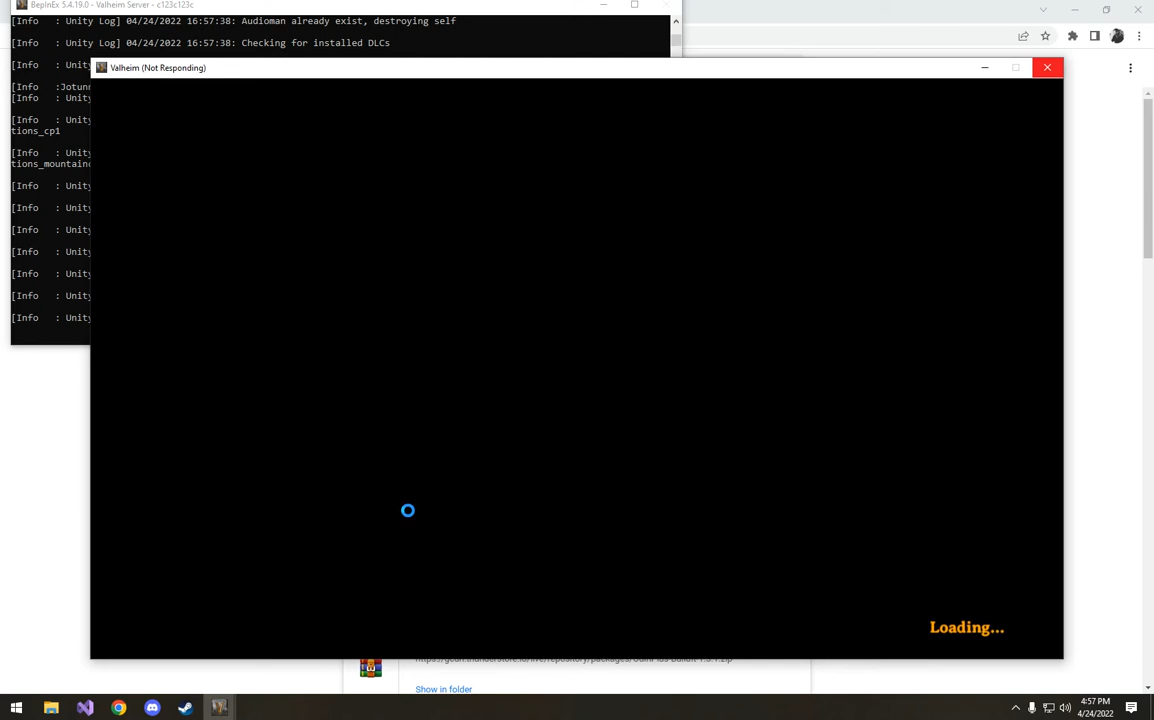 BepInEx 5.4.19.0 - Valheim Server - c123c123c
[Info   : Unity Log] 04/24/2022 16:57:38: Audioman already exist, destroying self
[Info   : Unity Log] 04/24/2022 16:57:38: Checking for installed DLCs
[Info   : Unity
Valheim (Not Responding)
[Info   :Jotunn
[Info   : Unity
[Info   : Unity
tions_cp1
[Info   : Unity
tions_mountain
[Info   : Unity
[Info   : Unity
[Info   : Unity
[Info   : Unity
[Info   : Unity
[Info   : Unity
[Info   : Unity
Loading...
Show in folder
4:57 PM
4/24/2022